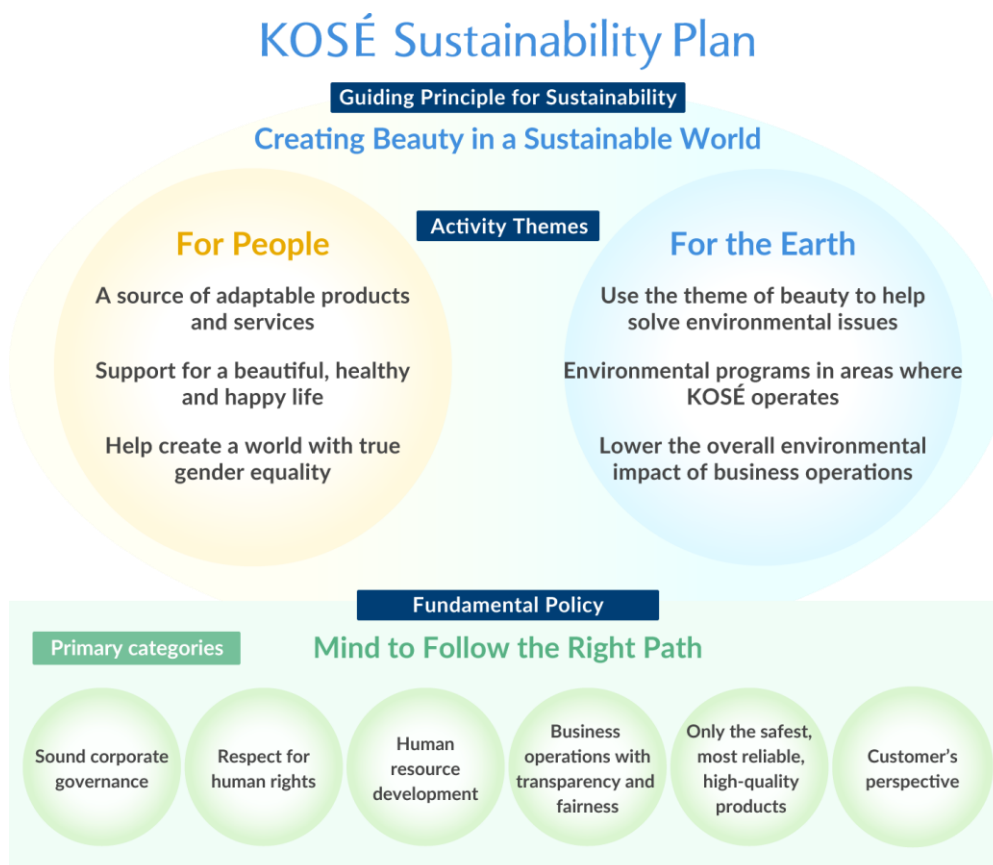 KOSÉ Sustainability Plan
Guiding Principle for Sustainability
Creating Beauty in a Sustainable World
Activity Themes
For People
A source of adaptable products
and services
Support for a beautiful, healthy
and happy life
Help create a world with true
gender equality
For the Earth
Use the theme of beauty to help
solve environmental issues
Environmental programs in areas where
KOSÉ operates
Lower the overall environmental
impact of business operations
Fundamental Policy
Primary categories
Mind to Follow the Right Path
Sound corporate
governance
Respect for
human rights
Human
resource
development
Business
operations with
transparency and
fairness
Only the safest,
most reliable,
high-quality
products
Customer’s
perspective